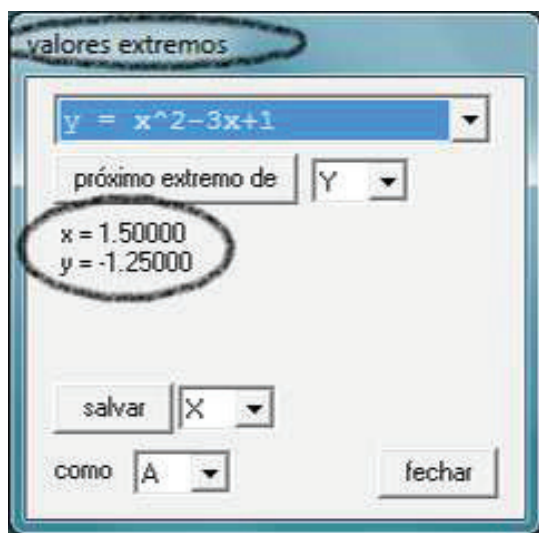 valores extremos
y = x^2-3x+1
próximo extremo de Y
x = 1.50000
y = -1.25000
salvar X
como A fechar